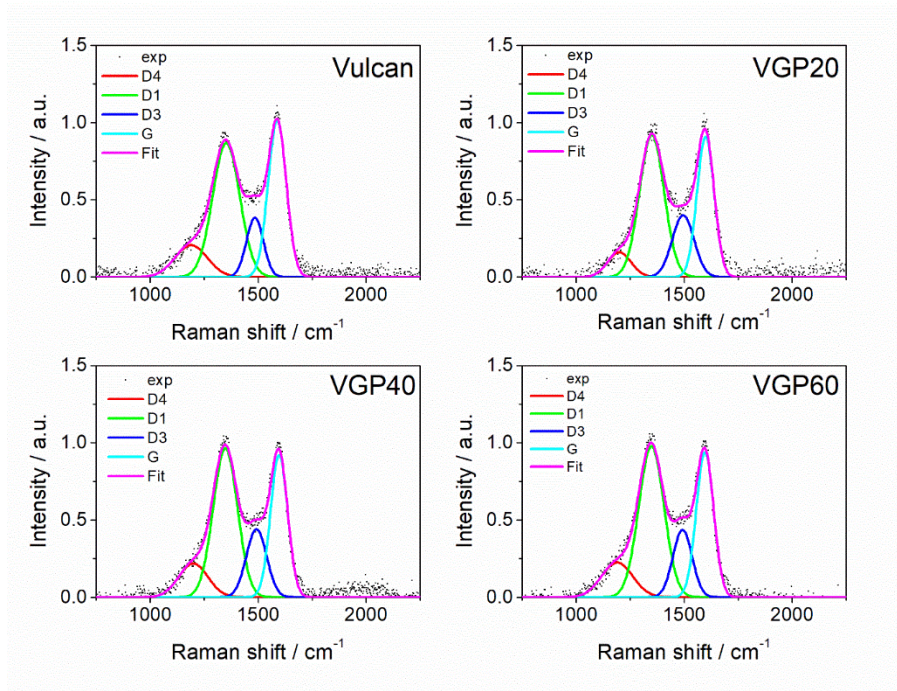 1.5
exp
Vulcan
D4
D1
D3
G
Fit
1.0
0.5
0.0
Intensity / a.u.
1000 1500 2000
Raman shift / cm-1
1.5
exp
VGP20
D4
D1
D3
G
Fit
1.0
0.5
0.0
Intensity / a.u.
1000 1500 2000
Raman shift / cm-1
1.5
exp
VGP40
D4
D1
D3
G
Fit
1.0
0.5
0.0
Intensity / a.u.
1000 1500 2000
Raman shift / cm-1
1.5
exp
VGP60
D4
D1
D3
G
Fit
1.0
0.5
0.0
Intensity / a.u.
1000 1500 2000
Raman shift / cm-1